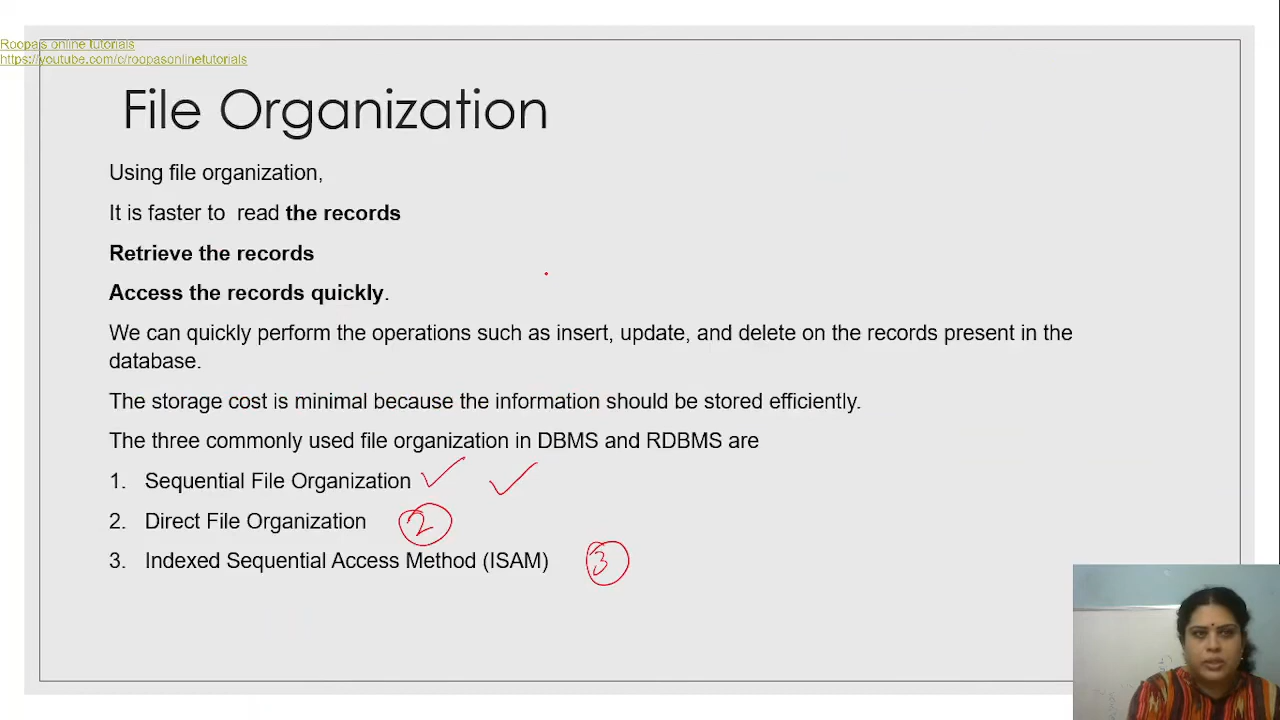 Roopa's online tutorials
https://youtube.com/c/roopasonlinetutorials
File Organization
Using file organization,
It is faster to read the records
Retrieve the records
Access the records quickly.
We can quickly perform the operations such as insert, update, and delete on the records present in the
database.
The storage cost is minimal because the information should be stored efficiently.
The three commonly used file organization in DBMS and RDBMS are
1. Sequential File Organization
2. Direct File Organization 2
3. Indexed Sequential Access Method (ISAM) 3